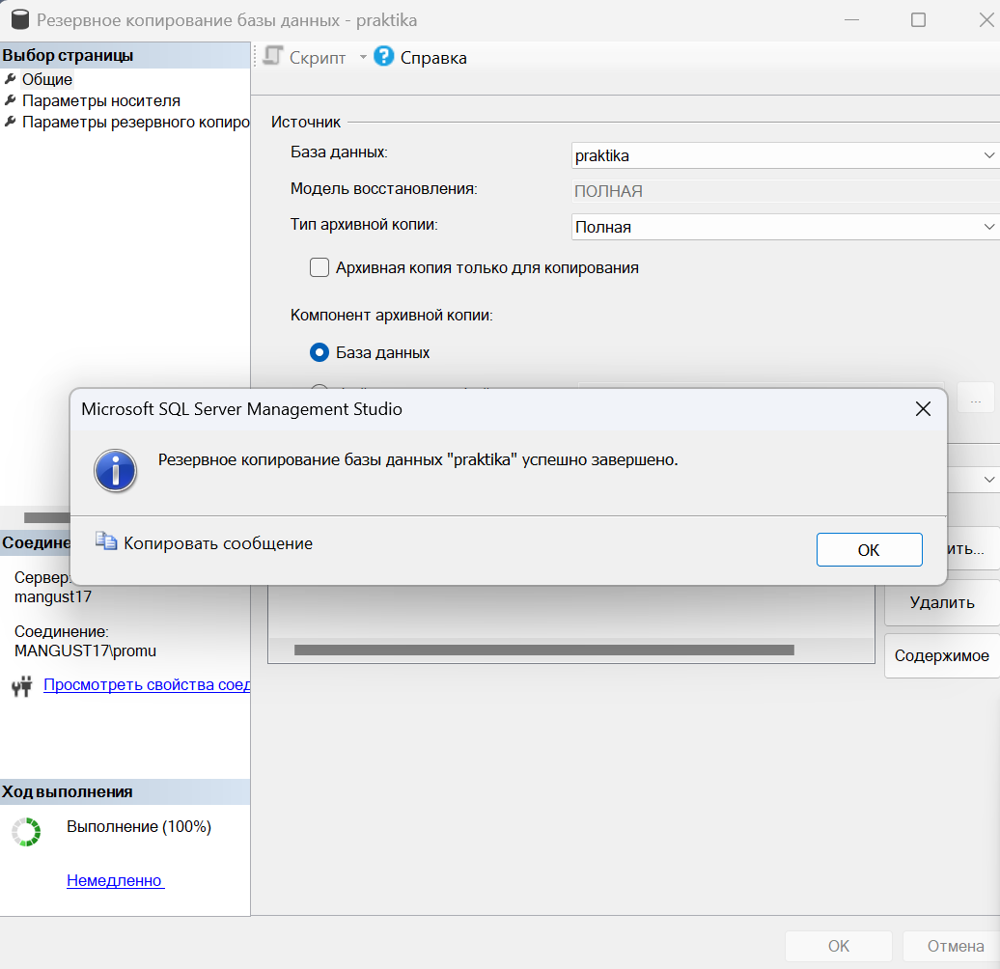 Резервное копирование базы данных - praktika
Выбор страницы
Общие
Параметры носителя
Параметры резервного копиро
Скрипт
Справка
Источник
База данных:
praktika
Модель восстановления:
ПОЛНАЯ
Тип архивной копии:
Полная
Архивная копия только для копирования
Компонент архивной копии:
База данных
...
Microsoft SQL Server Management Studio
Резервное копирование базы данных "praktika" успешно завершено.
Копировать сообщение
OK
ить...
Удалить
Содержимое
Соедине
Сервер:
mangust17
Соединение:
MANGUST17\promu
Просмотреть свойства соед
Ход выполнения
Выполнение (100%)
Немедленно
OK
Отмена